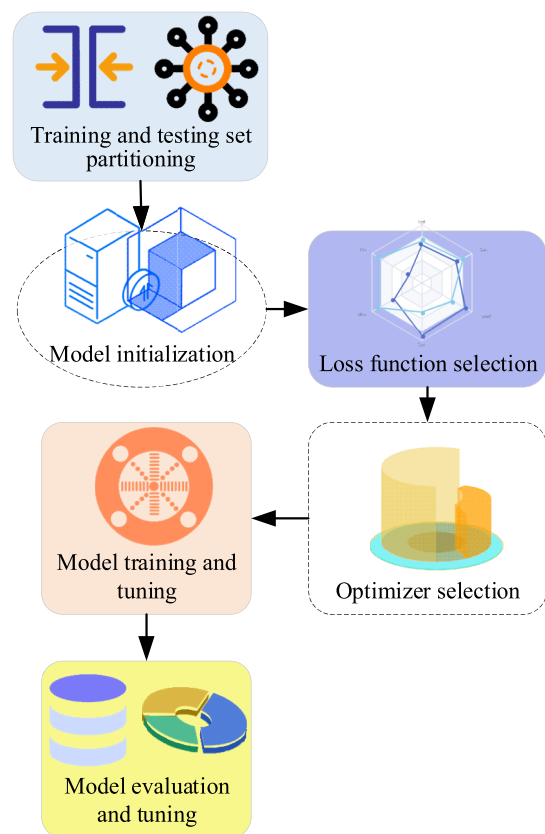 Training and testing set
partitioning
Model initialization
Loss function selection
Model training and
tuning
Optimizer selection
Model evaluation
and tuning